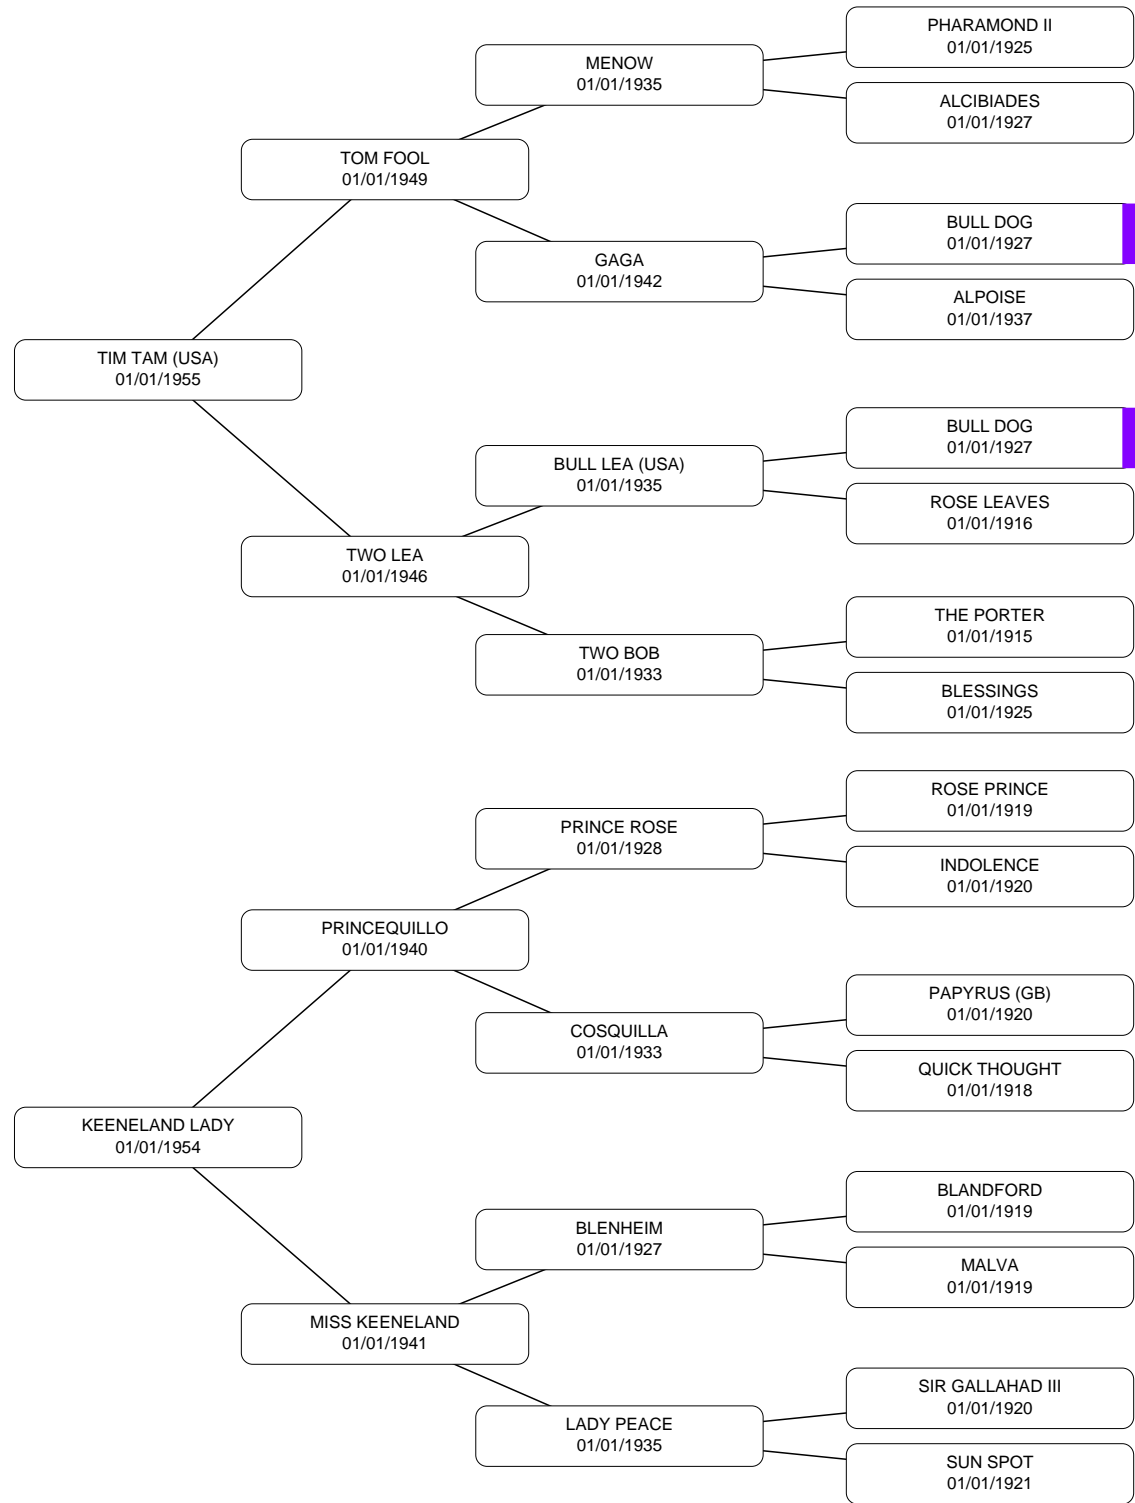 PHARAMOND II
01/01/1925
MENOW
01/01/1935
ALCIBIADES
01/01/1927
TOM FOOL
01/01/1949
BULL DOG
01/01/1927
GAGA
01/01/1942
ALPOISE
01/01/1937
TIM TAM (USA)
01/01/1955
BULL DOG
01/01/1927
BULL LEA (USA)
01/01/1935
ROSE LEAVES
01/01/1916
TWO LEA
01/01/1946
THE PORTER
01/01/1915
TWO BOB
01/01/1933
BLESSINGS
01/01/1925
ROSE PRINCE
01/01/1919
PRINCE ROSE
01/01/1928
INDOLENCE
01/01/1920
PRINCEQUILLO
01/01/1940
PAPYRUS (GB)
01/01/1920
COSQUILLA
01/01/1933
QUICK THOUGHT
01/01/1918
KEENELAND LADY
01/01/1954
BLANDFORD
01/01/1919
BLENHEIM
01/01/1927
MALVA
01/01/1919
MISS KEENELAND
01/01/1941
SIR GALLAHAD III
01/01/1920
LADY PEACE
01/01/1935
SUN SPOT
01/01/1921